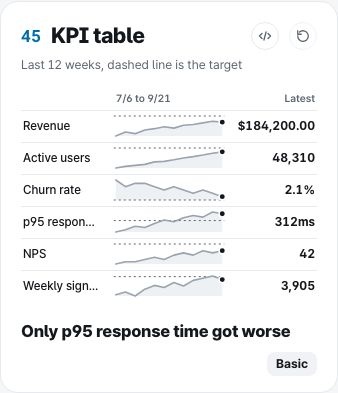 45 KPI table
Last 12 weeks, dashed line is the target
7/6 to 9/21 Latest
Revenue $184,200.00
Active users 48,310
Churn rate 2.1%
p95 respon... 312ms
NPS 42
Weekly sign... 3,905
Only p95 response time got worse
Basic